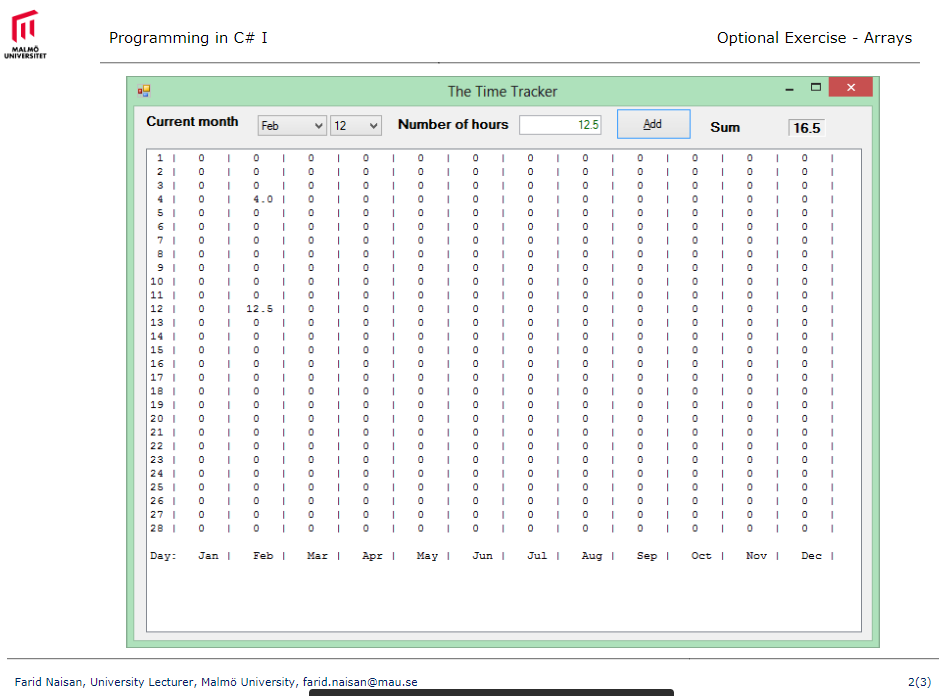 MALMÖ
UNIVERSITET
Programming in C# I
Optional Exercise - Arrays
The Time Tracker
Current month Feb 12 Number of hours 12.5 Add Sum 16.5
1 | 0 | 0 | 0 | 0 | 0 | 0 | 0 | 0 | 0 | 0 | 0 | 0 |
2 | 0 | 0 | 0 | 0 | 0 | 0 | 0 | 0 | 0 | 0 | 0 | 0 |
3 | 0 | 0 | 0 | 0 | 0 | 0 | 0 | 0 | 0 | 0 | 0 | 0 |
4 | 0 | 4.0 | 0 | 0 | 0 | 0 | 0 | 0 | 0 | 0 | 0 | 0 |
5 | 0 | 0 | 0 | 0 | 0 | 0 | 0 | 0 | 0 | 0 | 0 | 0 |
6 | 0 | 0 | 0 | 0 | 0 | 0 | 0 | 0 | 0 | 0 | 0 | 0 |
7 | 0 | 0 | 0 | 0 | 0 | 0 | 0 | 0 | 0 | 0 | 0 | 0 |
8 | 0 | 0 | 0 | 0 | 0 | 0 | 0 | 0 | 0 | 0 | 0 | 0 |
9 | 0 | 0 | 0 | 0 | 0 | 0 | 0 | 0 | 0 | 0 | 0 | 0 |
10 | 0 | 0 | 0 | 0 | 0 | 0 | 0 | 0 | 0 | 0 | 0 | 0 |
11 | 0 | 0 | 0 | 0 | 0 | 0 | 0 | 0 | 0 | 0 | 0 | 0 |
12 | 0 | 12.5 | 0 | 0 | 0 | 0 | 0 | 0 | 0 | 0 | 0 | 0 |
13 | 0 | 0 | 0 | 0 | 0 | 0 | 0 | 0 | 0 | 0 | 0 | 0 |
14 | 0 | 0 | 0 | 0 | 0 | 0 | 0 | 0 | 0 | 0 | 0 | 0 |
15 | 0 | 0 | 0 | 0 | 0 | 0 | 0 | 0 | 0 | 0 | 0 | 0 |
16 | 0 | 0 | 0 | 0 | 0 | 0 | 0 | 0 | 0 | 0 | 0 | 0 |
17 | 0 | 0 | 0 | 0 | 0 | 0 | 0 | 0 | 0 | 0 | 0 | 0 |
18 | 0 | 0 | 0 | 0 | 0 | 0 | 0 | 0 | 0 | 0 | 0 | 0 |
19 | 0 | 0 | 0 | 0 | 0 | 0 | 0 | 0 | 0 | 0 | 0 | 0 |
20 | 0 | 0 | 0 | 0 | 0 | 0 | 0 | 0 | 0 | 0 | 0 | 0 |
21 | 0 | 0 | 0 | 0 | 0 | 0 | 0 | 0 | 0 | 0 | 0 | 0 |
22 | 0 | 0 | 0 | 0 | 0 | 0 | 0 | 0 | 0 | 0 | 0 | 0 |
23 | 0 | 0 | 0 | 0 | 0 | 0 | 0 | 0 | 0 | 0 | 0 | 0 |
24 | 0 | 0 | 0 | 0 | 0 | 0 | 0 | 0 | 0 | 0 | 0 | 0 |
25 | 0 | 0 | 0 | 0 | 0 | 0 | 0 | 0 | 0 | 0 | 0 | 0 |
26 | 0 | 0 | 0 | 0 | 0 | 0 | 0 | 0 | 0 | 0 | 0 | 0 |
27 | 0 | 0 | 0 | 0 | 0 | 0 | 0 | 0 | 0 | 0 | 0 | 0 |
28 | 0 | 0 | 0 | 0 | 0 | 0 | 0 | 0 | 0 | 0 | 0 | 0 |
Day: Jan | Feb | Mar | Apr | May | Jun | Jul | Aug | Sep | Oct | Nov | Dec |
Farid Naisan, University Lecturer, Malmö University, farid.naisan@mau.se
2(3)